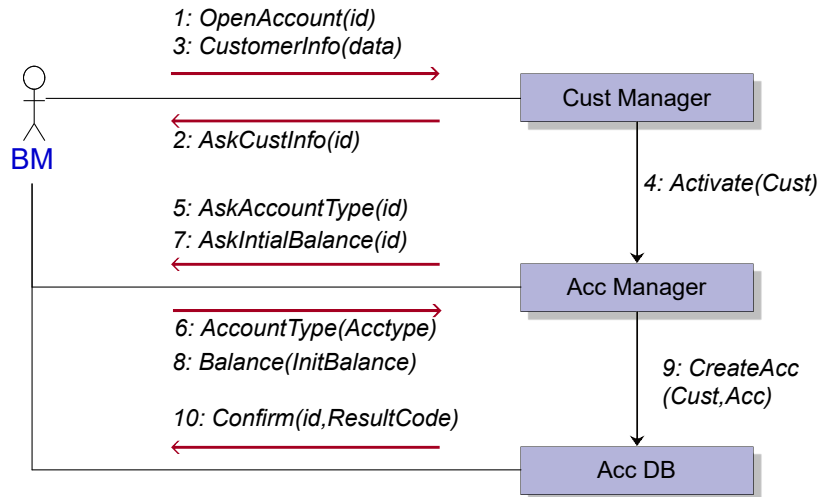 1: OpenAccount(id)
3: CustomerInfo(data)
Cust Manager
2: AskCustInfo(id)
BM
4: Activate(Cust)
5: AskAccountType(id)
7: AskIntialBalance(id)
Acc Manager
6: AccountType(Acctype)
8: Balance(InitBalance)
9: CreateAcc
(Cust,Acc)
10: Confirm(id,ResultCode)
Acc DB